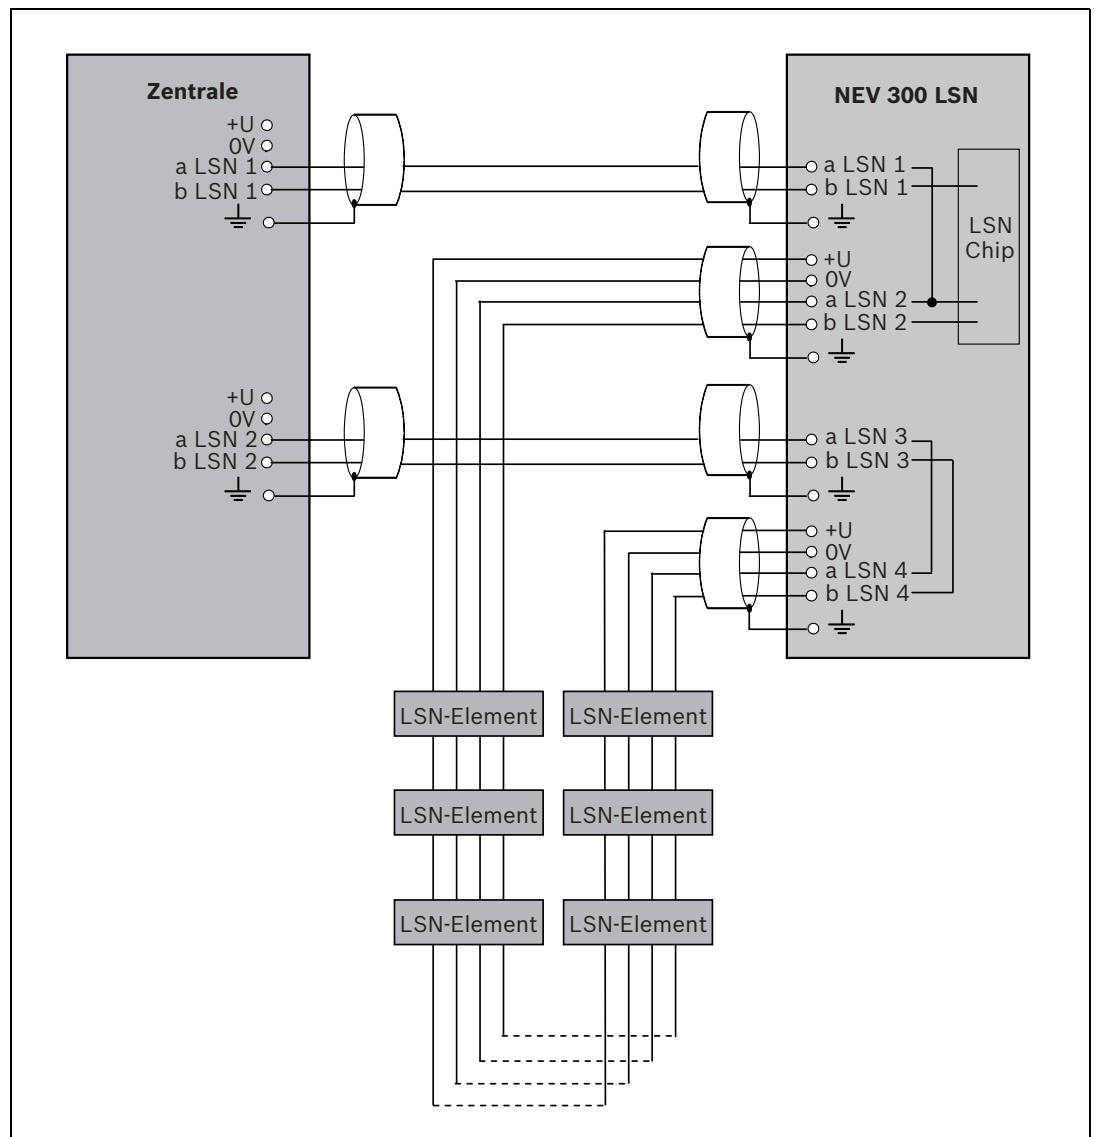 Zentrale
+U
0V
a LSN 1
b LSN 1
+U
0V
a LSN 2
b LSN 2
NEV 300 LSN
a LSN 1
b LSN 1
LSN
Chip
+U
0V
a LSN 2
b LSN 2
a LSN 3
b LSN 3
+U
0V
a LSN 4
b LSN 4
LSN-Element
LSN-Element
LSN-Element
LSN-Element
LSN-Element
LSN-Element